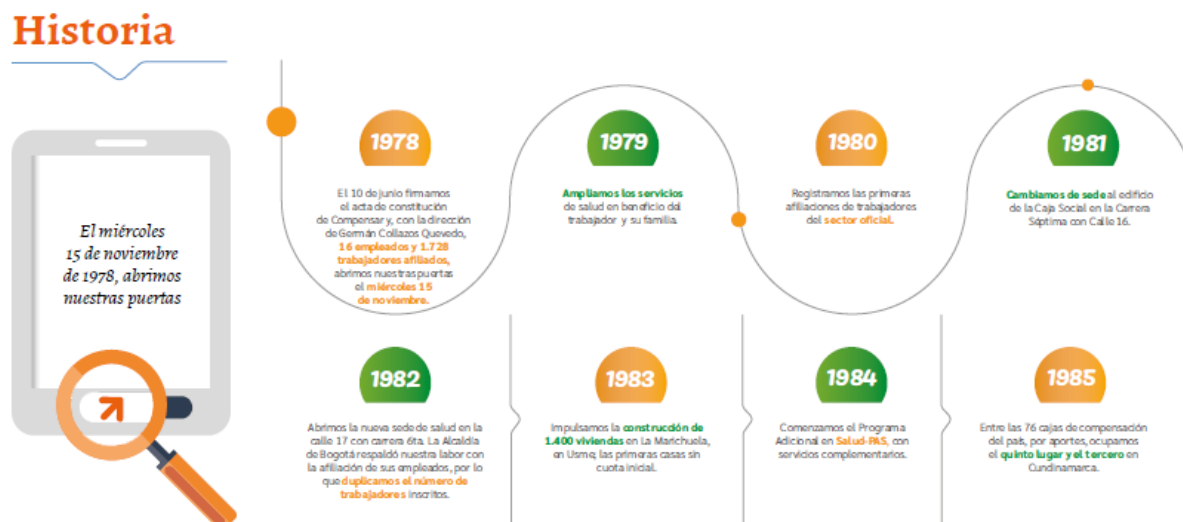 Historia
El miércoles
15 de noviembre
de 1978, abrimos
nuestras puertas
1978
El 10 de junio firmamos
el acta de constitución
de Compensar y, con la dirección
de Germán Collazos Quevedo,
16 empleados y 1.728
trabajadores afiliados,
abrimos nuestras puertas
el miércoles 15
de noviembre.
1979
Ampliamos los servicios
de salud en beneficio del
trabajador y su familia.
1980
Registramos las primeras
afiliaciones de trabajadores
del sector oficial.
1981
Cambiamos de sede al edificio
de la Caja Social en la Carrera
Séptima con Calle 16.
1982
Abrimos la nueva sede de salud en la
calle 17 con carrera 6ta. La Alcaldía
de Bogotá respaldó nuestra labor con
la afiliación de sus empleados, por lo
que duplicamos el número de
trabajadores inscritos.
1983
Impulsamos la construcción de
1.400 viviendas en La Marichuela,
en Usme; las primeras casas sin
cuota inicial.
1984
Comenzamos el Programa
Adicional en Salud-PAS, con
servicios complementarios.
1985
Entre las 76 cajas de compensación
del país, por aportes, ocupamos
el quinto lugar y el tercero en
Cundinamarca.